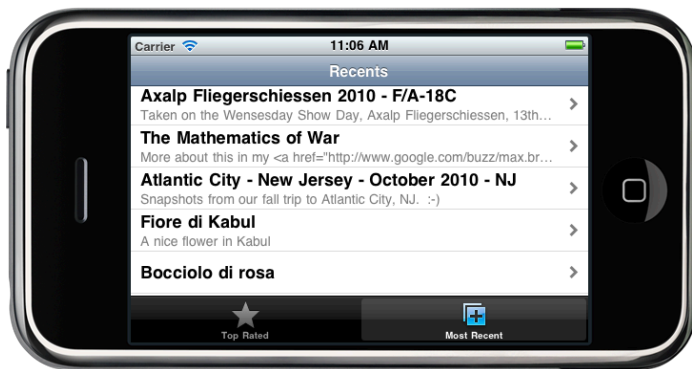 Carrier
11:06 AM
Recents
Axalp Fliegerschiessen 2010 - F/A-18C
Taken on the Wensesday Show Day, Axalp Fliegerschiessen, 13th...
The Mathematics of War
More about this in my <a href="http://www.google.com/buzz/max.br...
Atlantic City - New Jersey - October 2010 - NJ
Snapshots from our fall trip to Atlantic City, NJ.  :-)
Fiore di Kabul
A nice flower in Kabul
Bocciolo di rosa
Top Rated
Most Recent